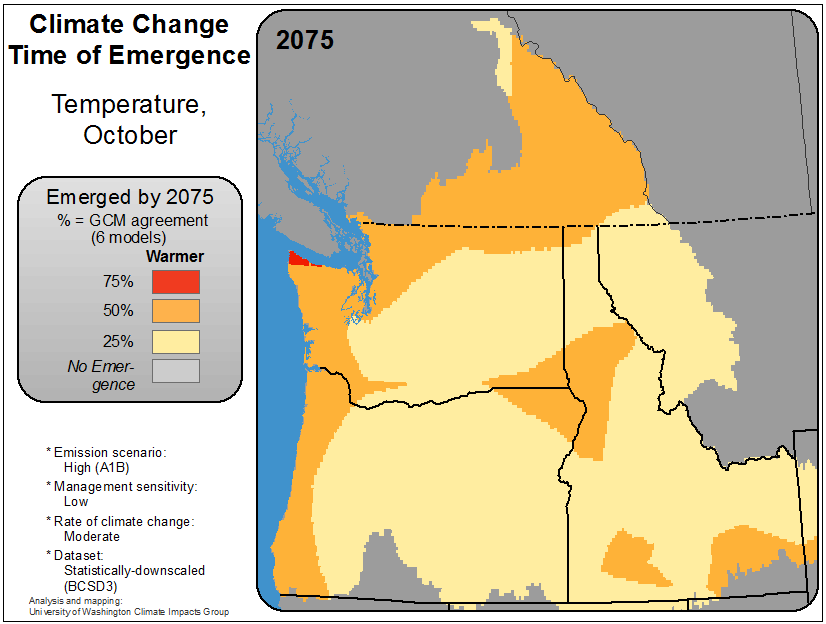 Climate Change
Time of Emergence
Temperature,
October
Emerged by 2075
% = GCM agreement
(6 models)
Warmer
75%
50%
25%
No Emer-
gence
* Emission scenario:
High (A1B)
* Management sensitivity:
Low
* Rate of climate change:
Moderate
* Dataset:
Statistically-downscaled
(BCSD3)
Analysis and mapping:
University of Washington Climate Impacts Group
2075